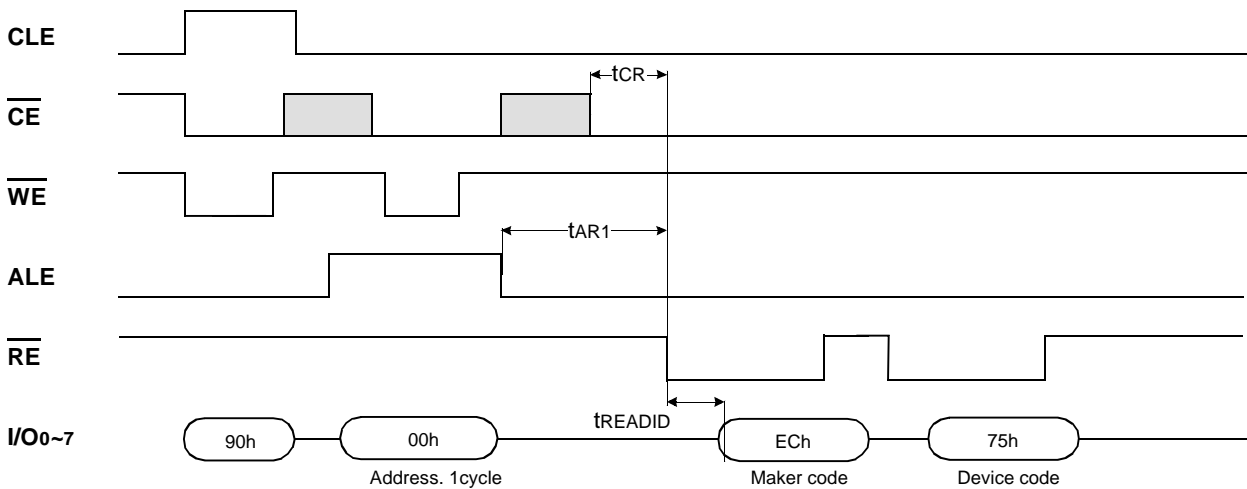 CLE
tCR
CE
WE
tAR1
ALE
RE
tREADID
I/O0~7
90h
00h
ECh
75h
Address. 1cycle
Maker code
Device code